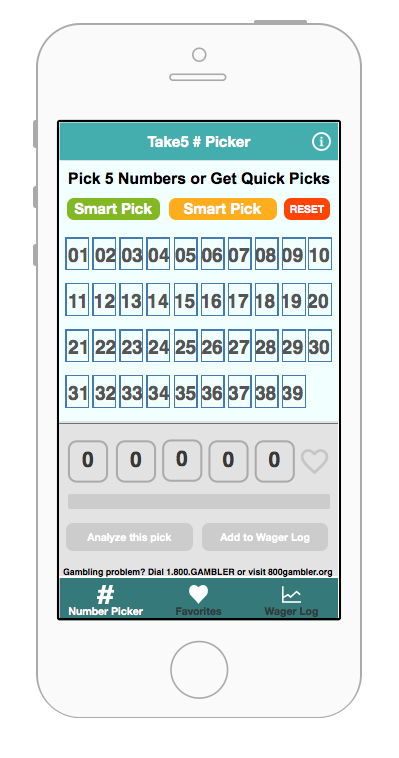 Take5 # Picker
Pick 5 Numbers or Get Quick Picks
Smart Pick Smart Pick RESET
01 02 03 04 05 06 07 08 09 10
11 12 13 14 15 16 17 18 19 20
21 22 23 24 25 26 27 28 29 30
31 32 33 34 35 36 37 38 39
0 0 0 0 0
Analyze this pick Add to Wager Log
Gambling problem? Dial 1.800.GAMBLER or visit 800gambler.org
# 
Number Picker Favorites Wager Log